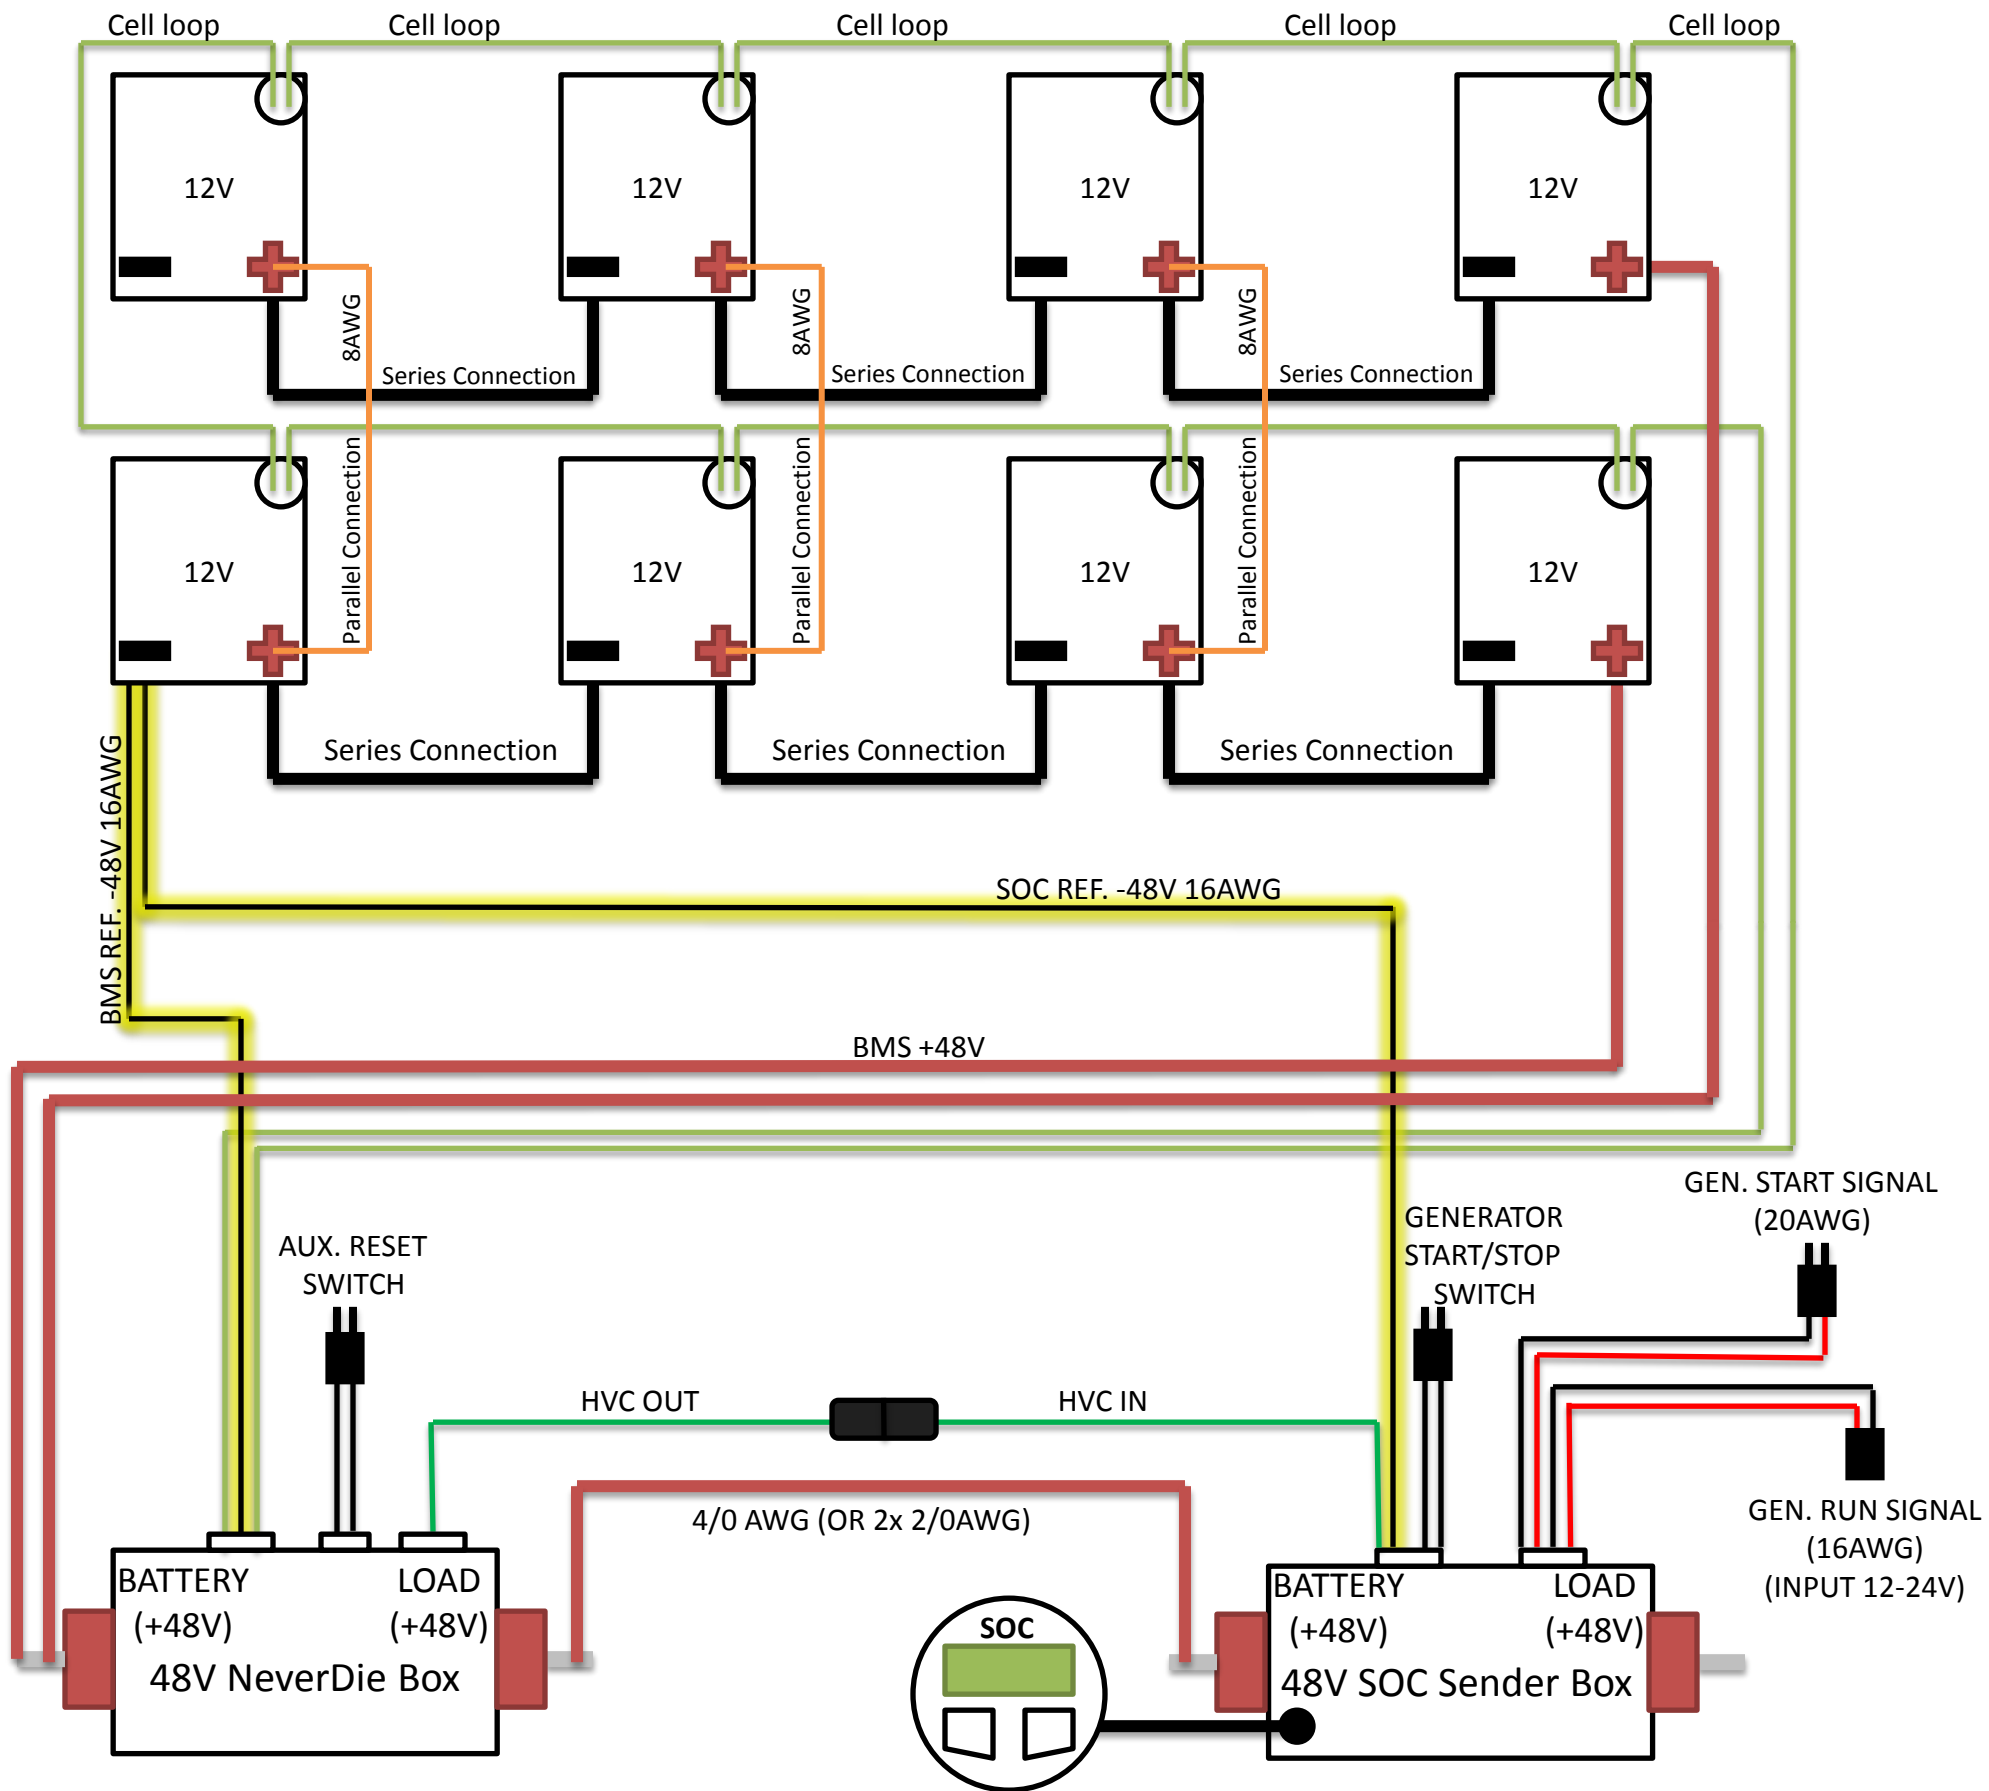 Cell loop
Cell loop
Cell loop
Cell loop
Cell loop
12V
12V
12V
12V
8AWG
8AWG
8AWG
Series Connection
Series Connection
Series Connection
Parallel Connection
Parallel Connection
Parallel Connection
12V
12V
12V
12V
Series Connection
Series Connection
Series Connection
BMS REF. -48V 16AWG
SOC REF. -48V 16AWG
BMS +48V
AUX. RESET
SWITCH
GENERATOR
START/STOP
SWITCH
GEN. START SIGNAL
(20AWG)
HVC OUT
HVC IN
4/0 AWG (OR 2x 2/0AWG)
GEN. RUN SIGNAL
(16AWG)
(INPUT 12-24V)
BATTERY
(+48V)
LOAD
(+48V)
48V NeverDie Box
SOC
BATTERY
(+48V)
LOAD
(+48V)
48V SOC Sender Box